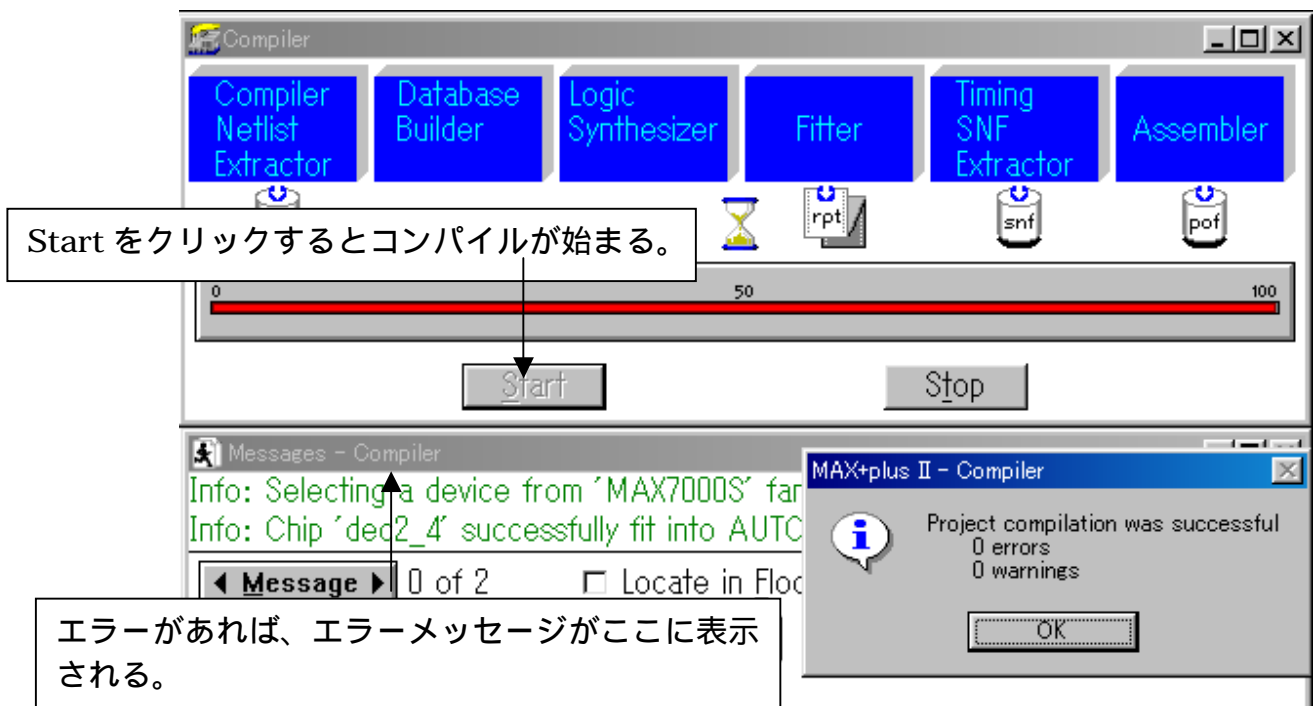 Compiler
Compiler
Netlist
Extractor
Database
Builder
Logic
Synthesizer
Fitter
Timing
SNF
Extractor
Assembler
rpt
snf
pof
Start をクリックするとコンパイルが始まる。
0 50 100
Start Stop
Messages - Compiler
Info: Selecting a device from 'MAX7000S' fam
Info: Chip 'dec2_4' successfully fit into AUTO
Message 0 of 2 Locate in Floo
MAX+plus II - Compiler
Project compilation was successful
0 errors
0 warnings
OK
エラーがあれば、エラーメッセージがここに表示
される。